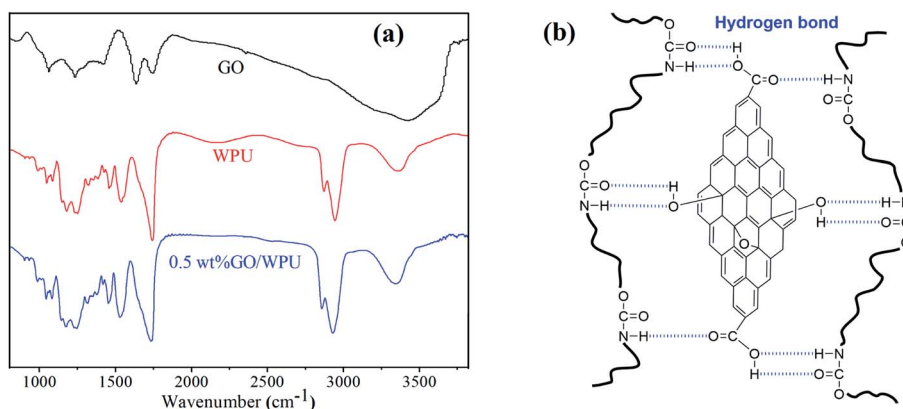 (a)
GO
WPU
0.5 wt%GO/WPU
1000 1500 2000 2500 3000 3500
Wavenumber (cm-1)
(b)
Hydrogen bond
O
C=O
H
N-H
O
C=O
H-N
O=C
O
O
C=O
H
N-H
O
O
O
H
H
O=C
O
C=O
N-H
C=O
O
H
H-N
O=C
O